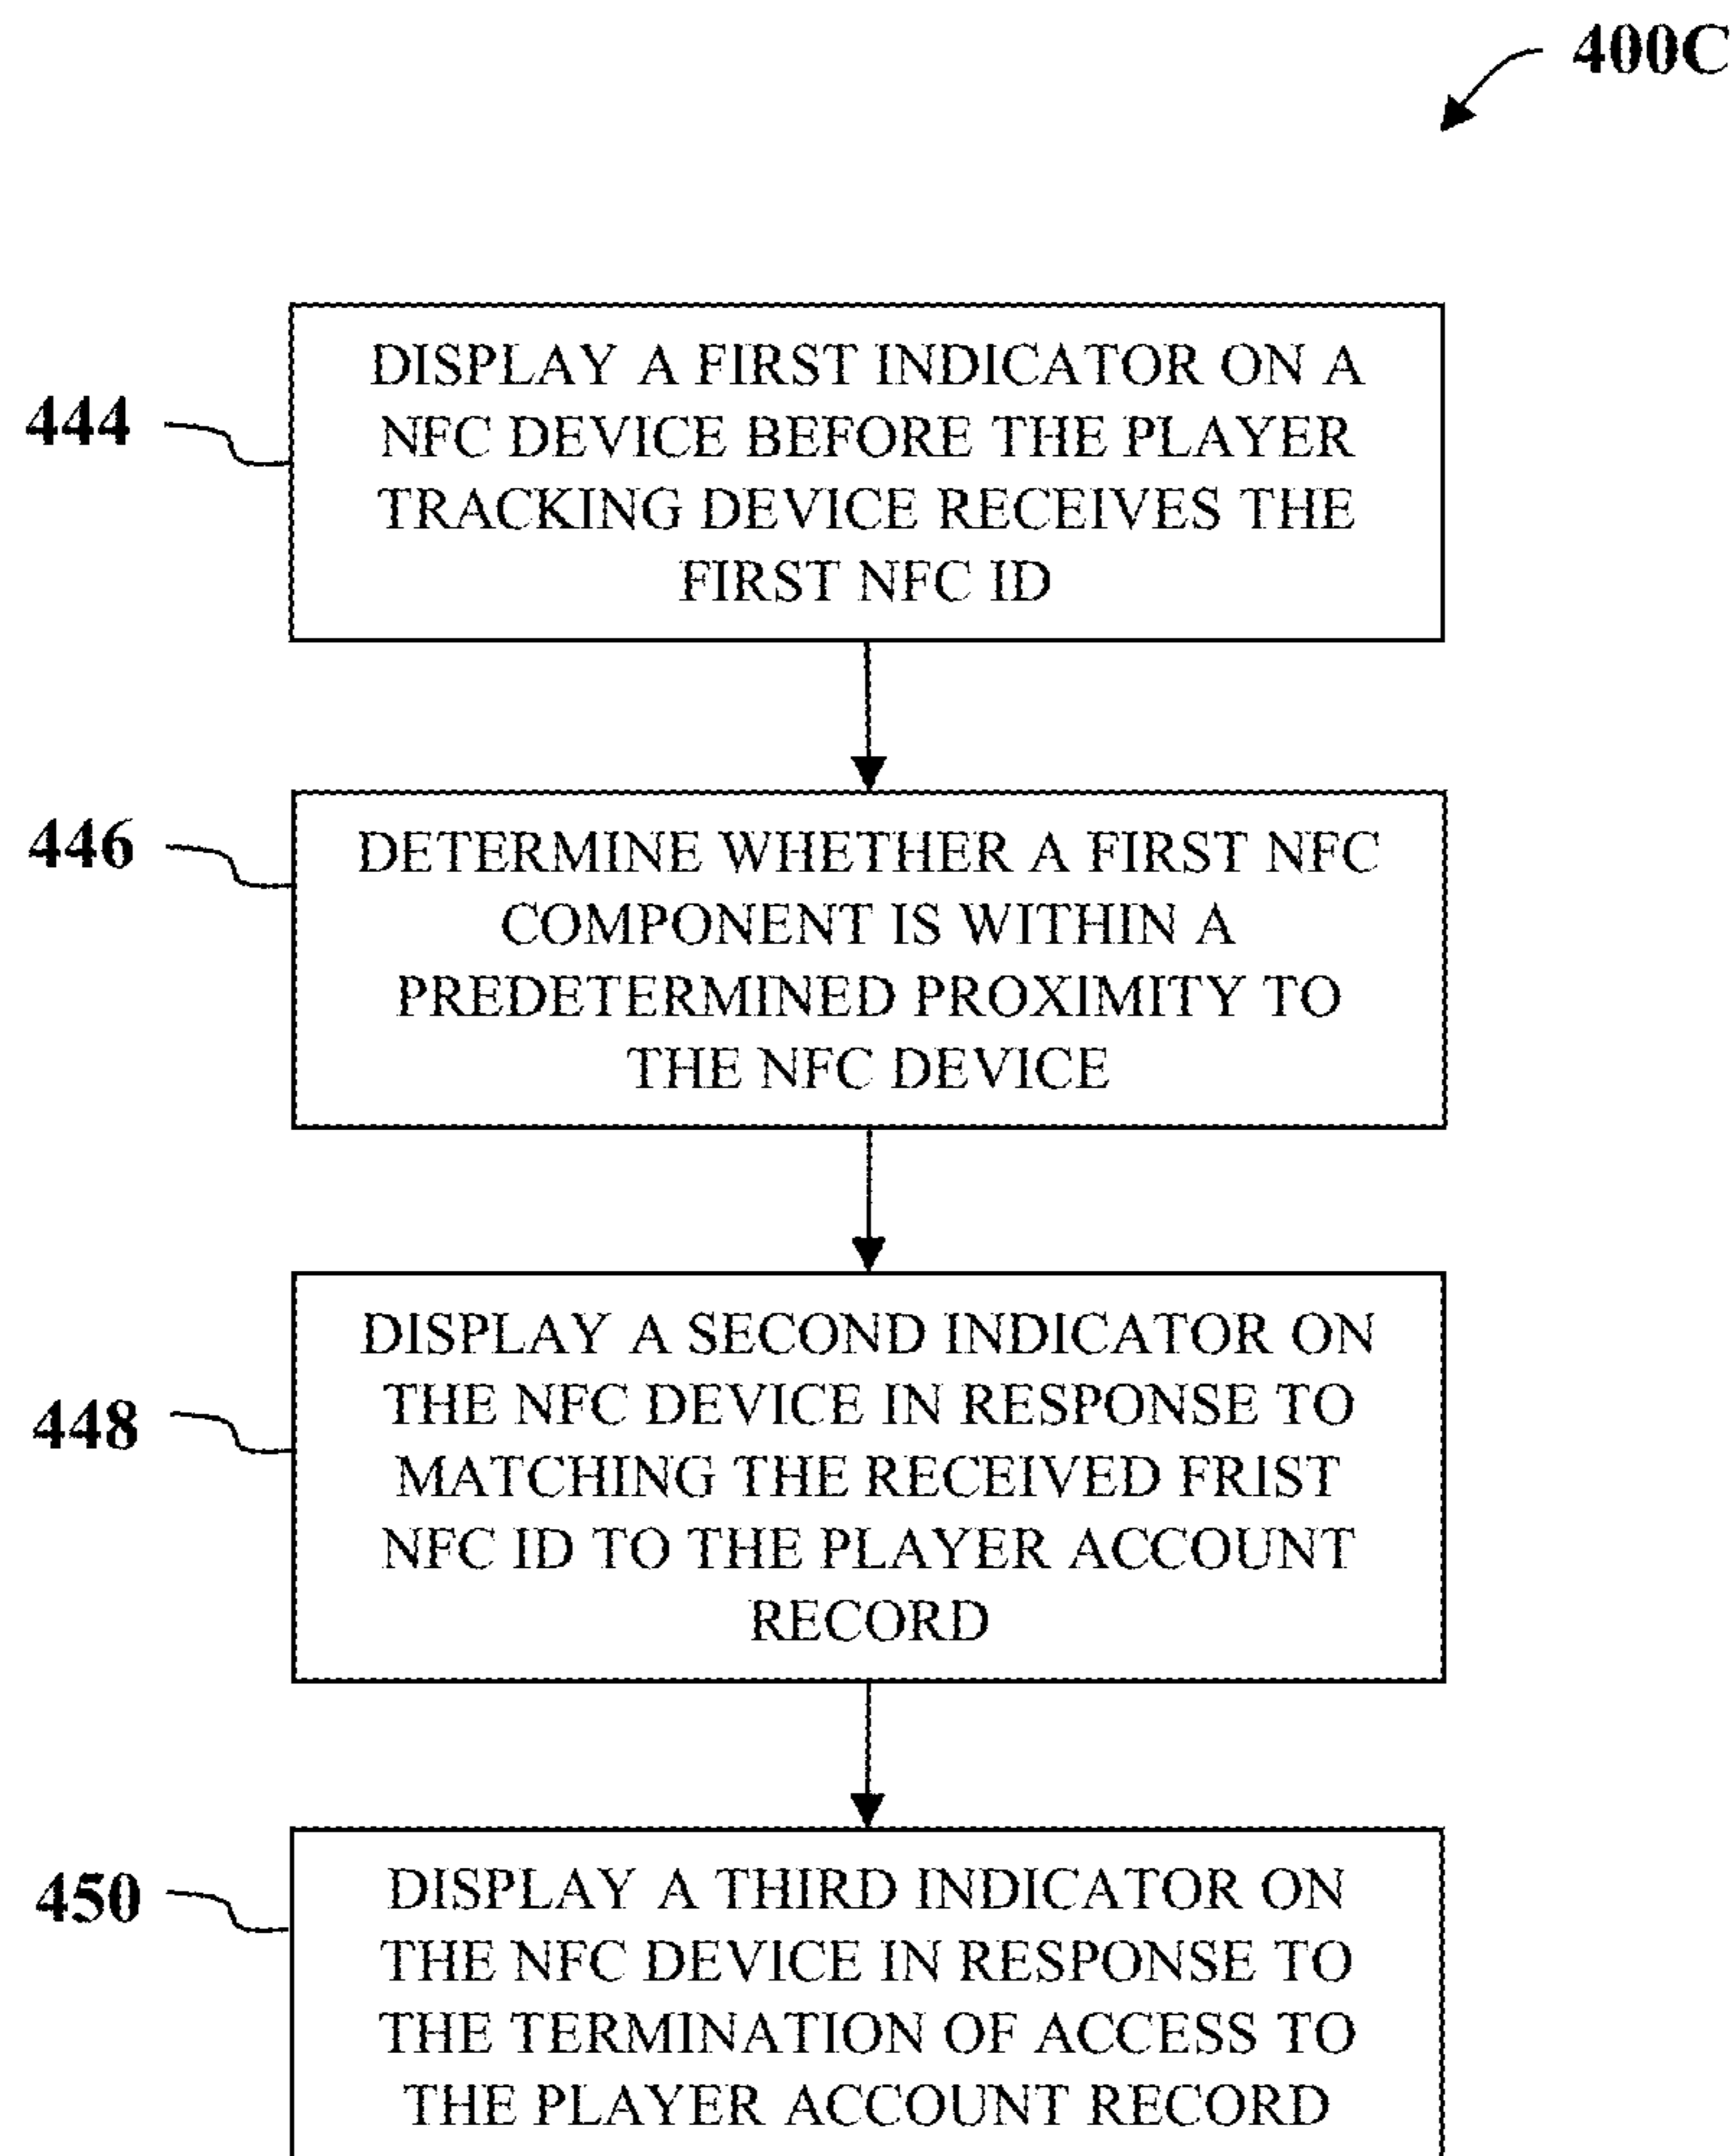 400C
444
DISPLAY A FIRST INDICATOR ON A
NFC DEVICE BEFORE THE PLAYER
TRACKING DEVICE RECEIVES THE
FIRST NFC ID
446
DETERMINE WHETHER A FIRST NFC
COMPONENT IS WITHIN A
PREDETERMINED PROXIMITY TO
THE NFC DEVICE
448
DISPLAY A SECOND INDICATOR ON
THE NFC DEVICE IN RESPONSE TO
MATCHING THE RECEIVED FRIST
NFC ID TO THE PLAYER ACCOUNT
RECORD
450
DISPLAY A THIRD INDICATOR ON
THE NFC DEVICE IN RESPONSE TO
THE TERMINATION OF ACCESS TO
THE PLAYER ACCOUNT RECORD